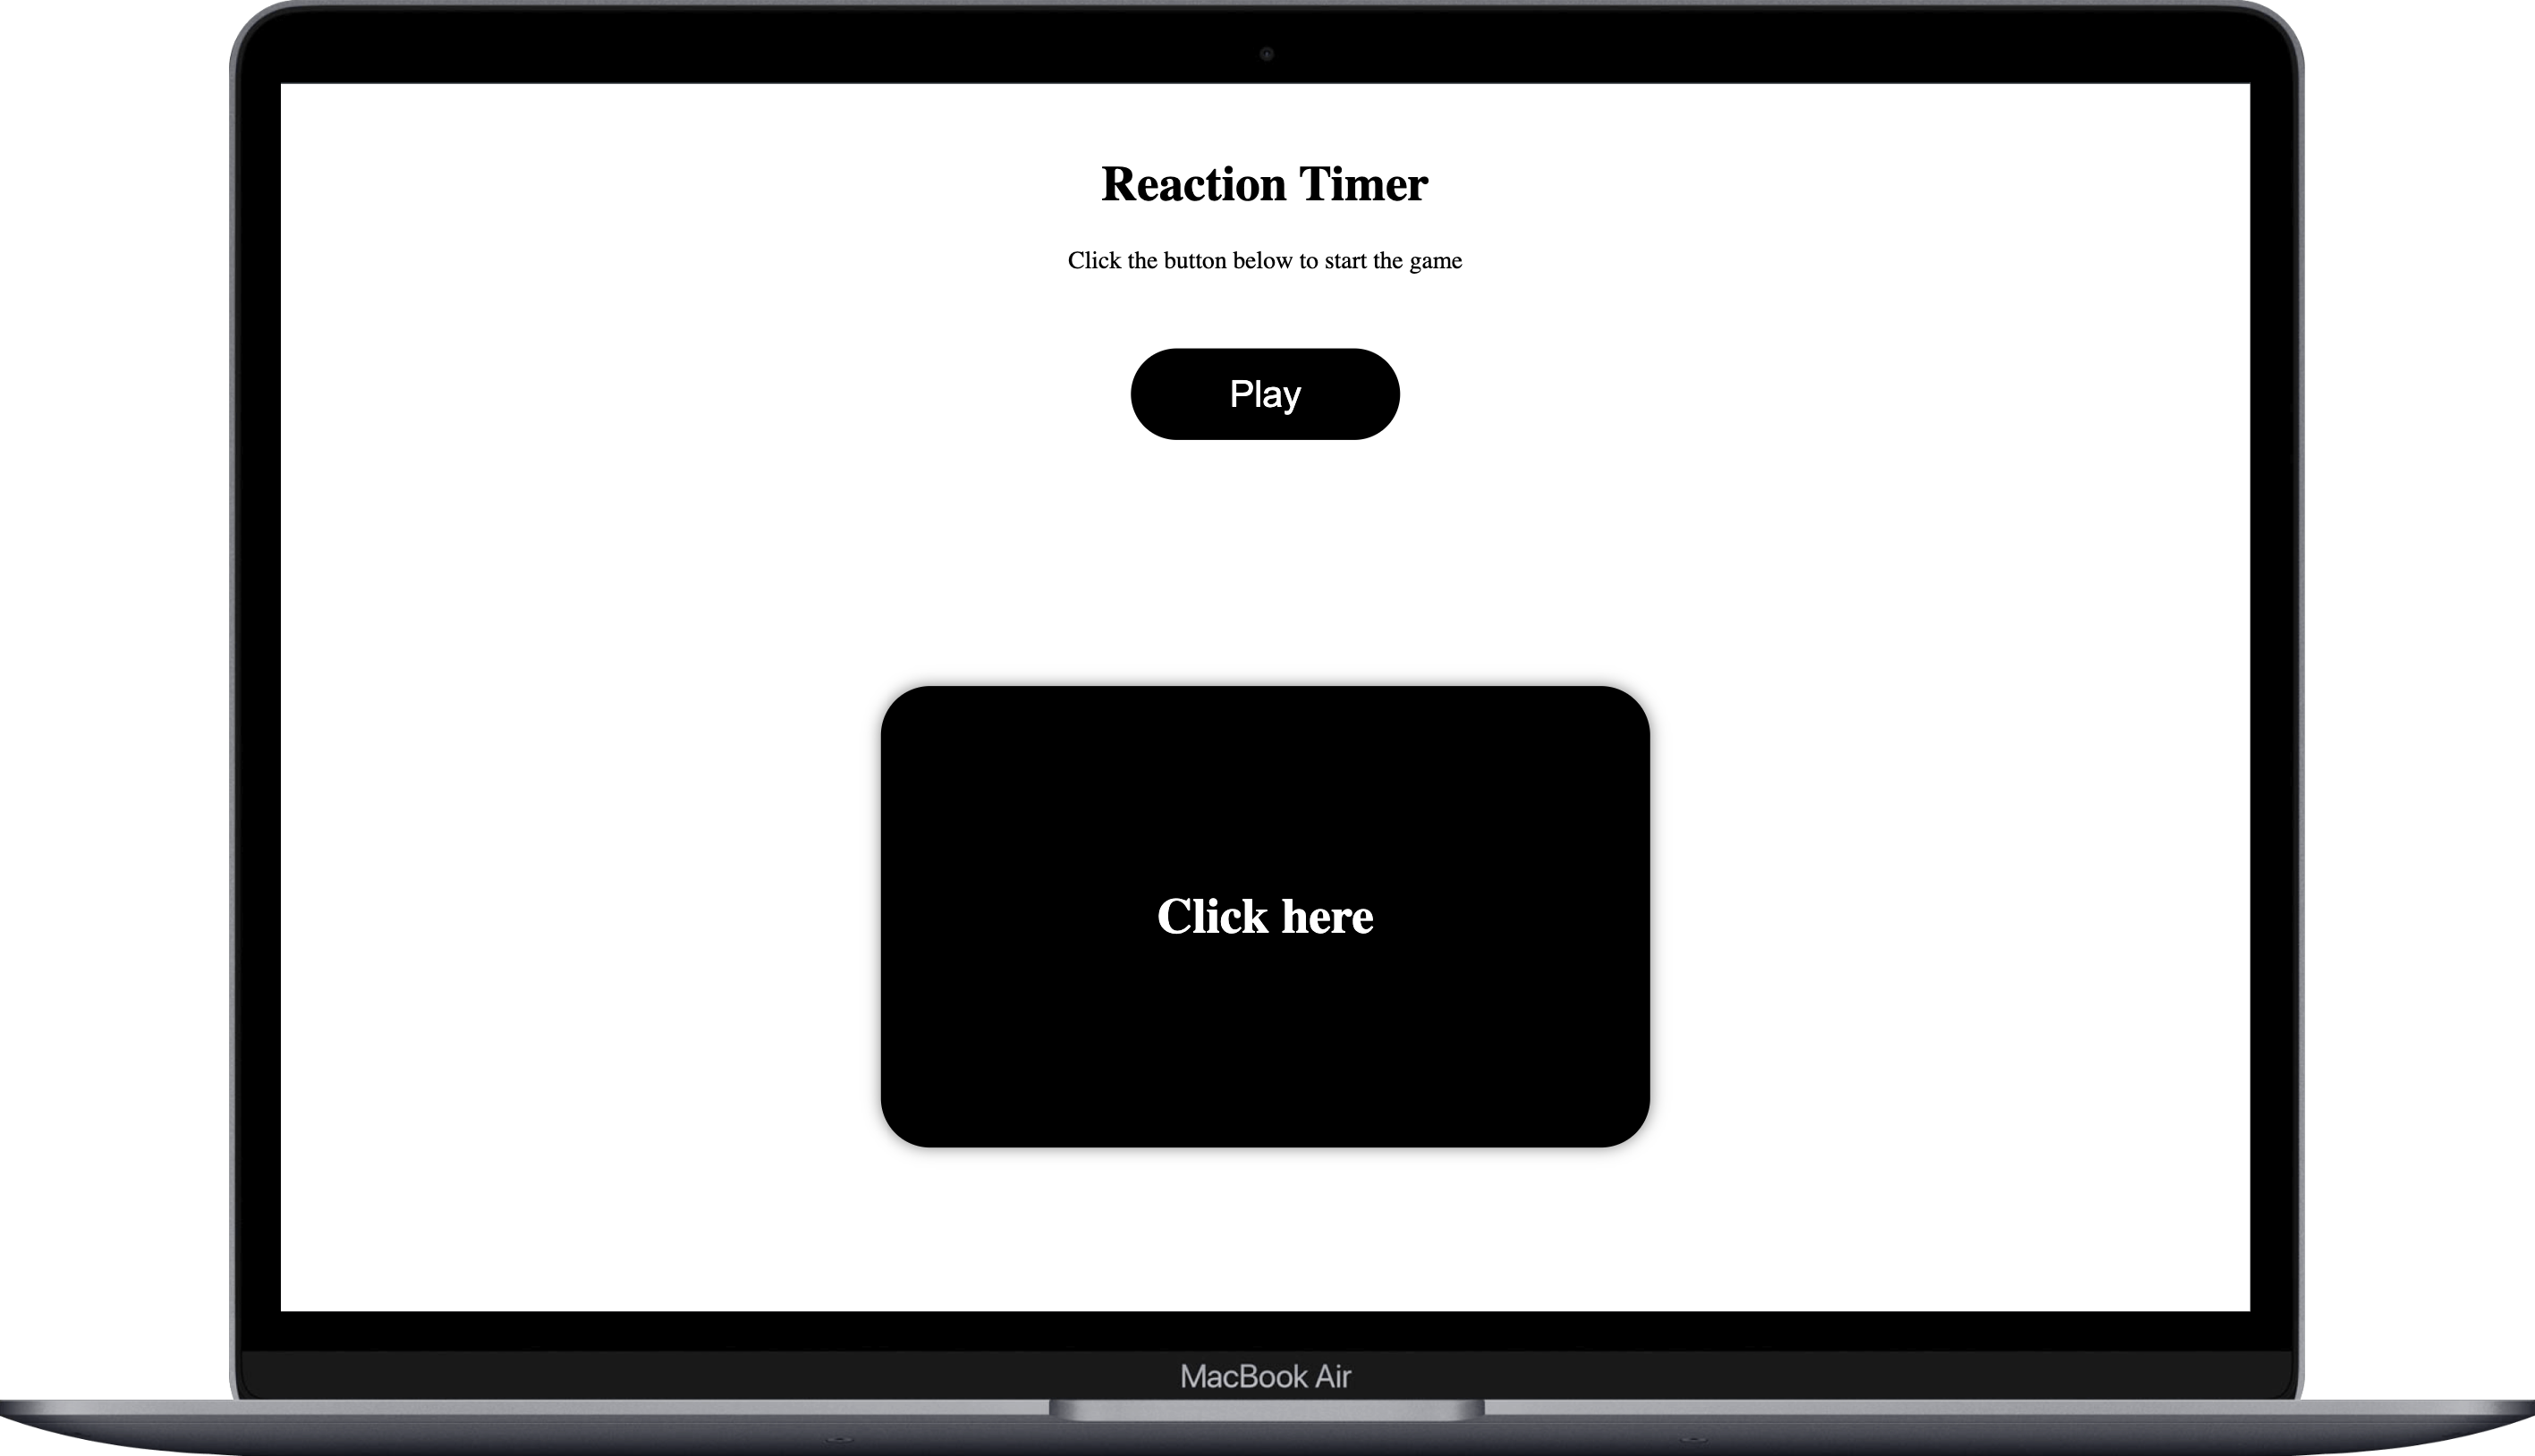 Reaction Timer
Click the button below to start the game
Play
Click here
MacBook Air